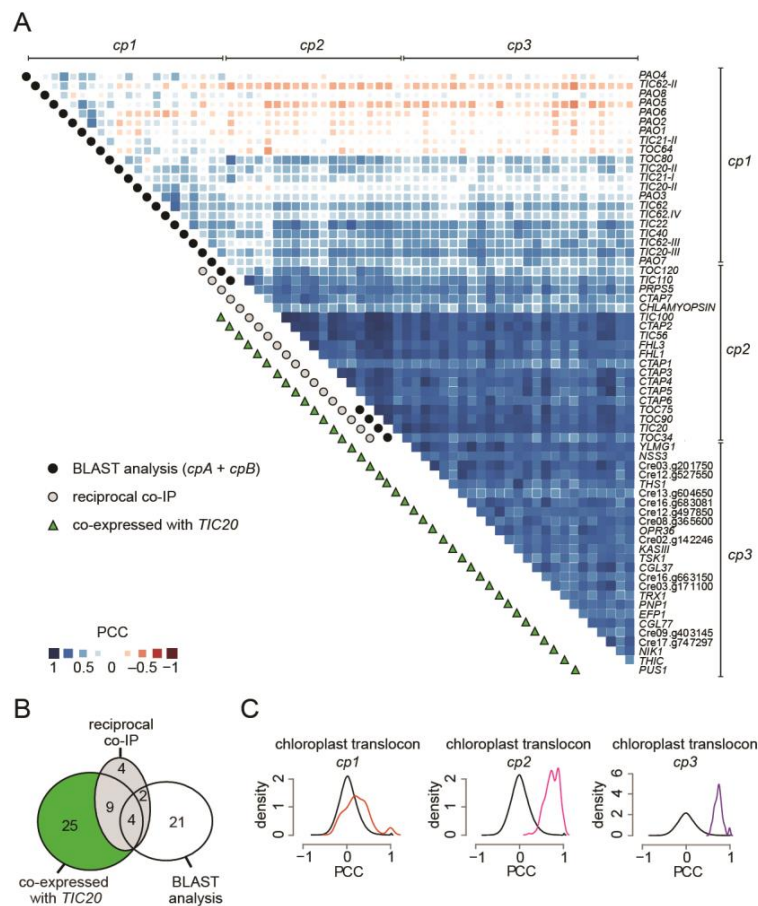 A
cp1 cp2 cp3
PAO4
TIC62-II
PAO8
PAO5
PAO6
PAO2
PAO1
TIC21-II
TOC64
TOC80
TIC20-II
TIC21-I
TIC20-II
PAO3
TIC62
TIC62.IV
TIC22
TIC40
TIC62-III
TIC20-III
PAO7
cp1
TOC120
TIC110
PRPS5
CTAP7
CHLAMYOPSIN
TIC100
CTAP2
TIC56
FHL3
FHL1
CTAP1
CTAP3
CTAP4
CTAP5
CTAP6
TOC75
TOC90
TIC20
TOC34
cp2
YLMG1
NSS3
Cre03.g201750
Cre12.g527550
THS1
Cre13.g604650
Cre16.g683081
Cre12.g497850
Cre08.g365600
OPR36
Cre02.g142246
KASIII
TSK1
CGL37
Cre16.g663150
Cre03.g171100
TRX1
PNP1
EFP1
CGL77
Cre09.g403145
Cre17.g747297
NIK1
THIC
PUS1
cp3
BLAST analysis (cpA + cpB)
reciprocal co-IP
co-expressed with TIC20
PCC
1 0.5 0 −0.5 −1
B
reciprocal
co-IP
4
9 2
25 4 21
co-expressed
with TIC20
BLAST
analysis
C
chloroplast translocon
cp1
density
2
1
0
−1 0 1
PCC
chloroplast translocon
cp2
density
2
1
0
−1 0 1
PCC
chloroplast translocon
cp3
density
6
4
2
0
−1 0 1
PCC